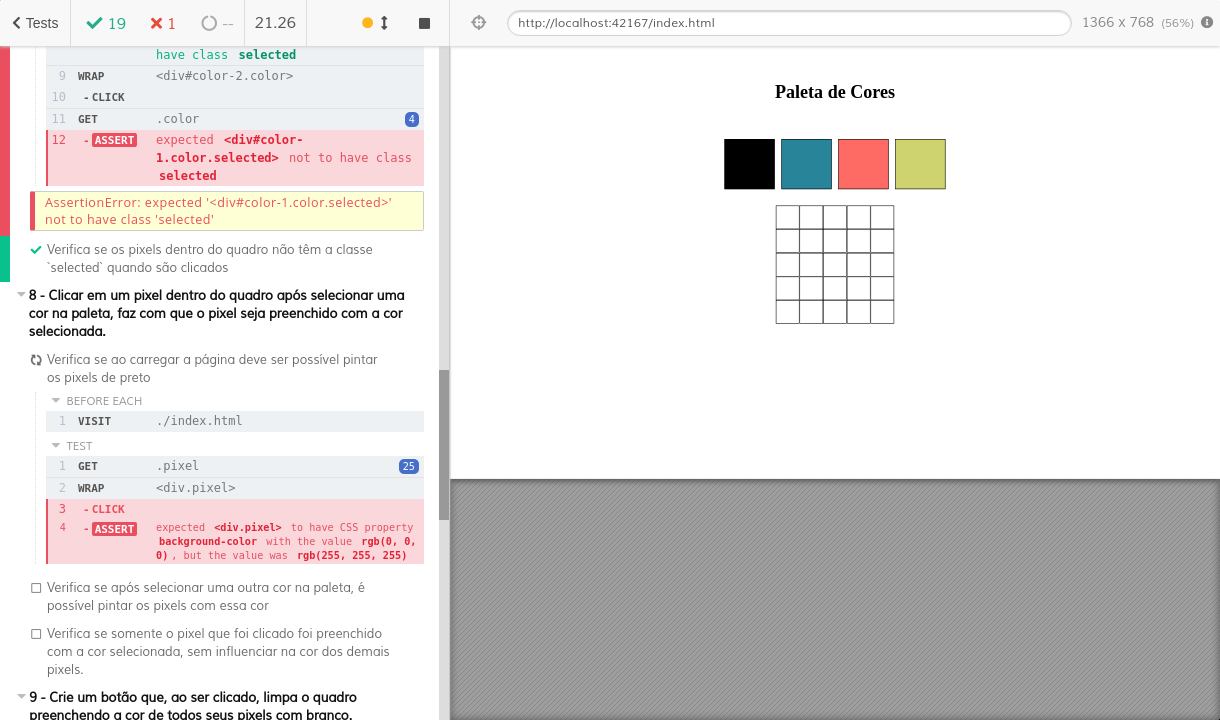 Tests
19
1
--
21.26
http://localhost:42167/index.html
1366 x 768 (56%)
have class selected
9 WRAP <div#color-2.color>
10 -CLICK
11 GET .color 4
12 -ASSERT expected <div#color-
1.color.selected> not to have class
selected
AssertionError: expected '<div#color-1.color.selected>'
not to have class 'selected'
Verifica se os pixels dentro do quadro não têm a classe
`selected` quando são clicados
8 - Clicar em um pixel dentro do quadro após selecionar uma
cor na paleta, faz com que o pixel seja preenchido com a cor
selecionada.
Verifica se ao carregar a página deve ser possível pintar
os pixels de preto
BEFORE EACH
1 VISIT ./index.html
TEST
1 GET .pixel 25
2 WRAP <div.pixel>
3 -CLICK
4 -ASSERT expected <div.pixel> to have CSS property
background-color with the value rgb(0, 0,
0), but the value was rgb(255, 255, 255)
Verifica se após selecionar uma outra cor na paleta, é
possível pintar os pixels com essa cor
Verifica se somente o pixel que foi clicado foi preenchido
com a cor selecionada, sem influenciar na cor dos demais
pixels.
9 - Crie um botão que, ao ser clicado, limpa o quadro
preenchendo a cor de todos seus pixels com branco.
Paleta de Cores